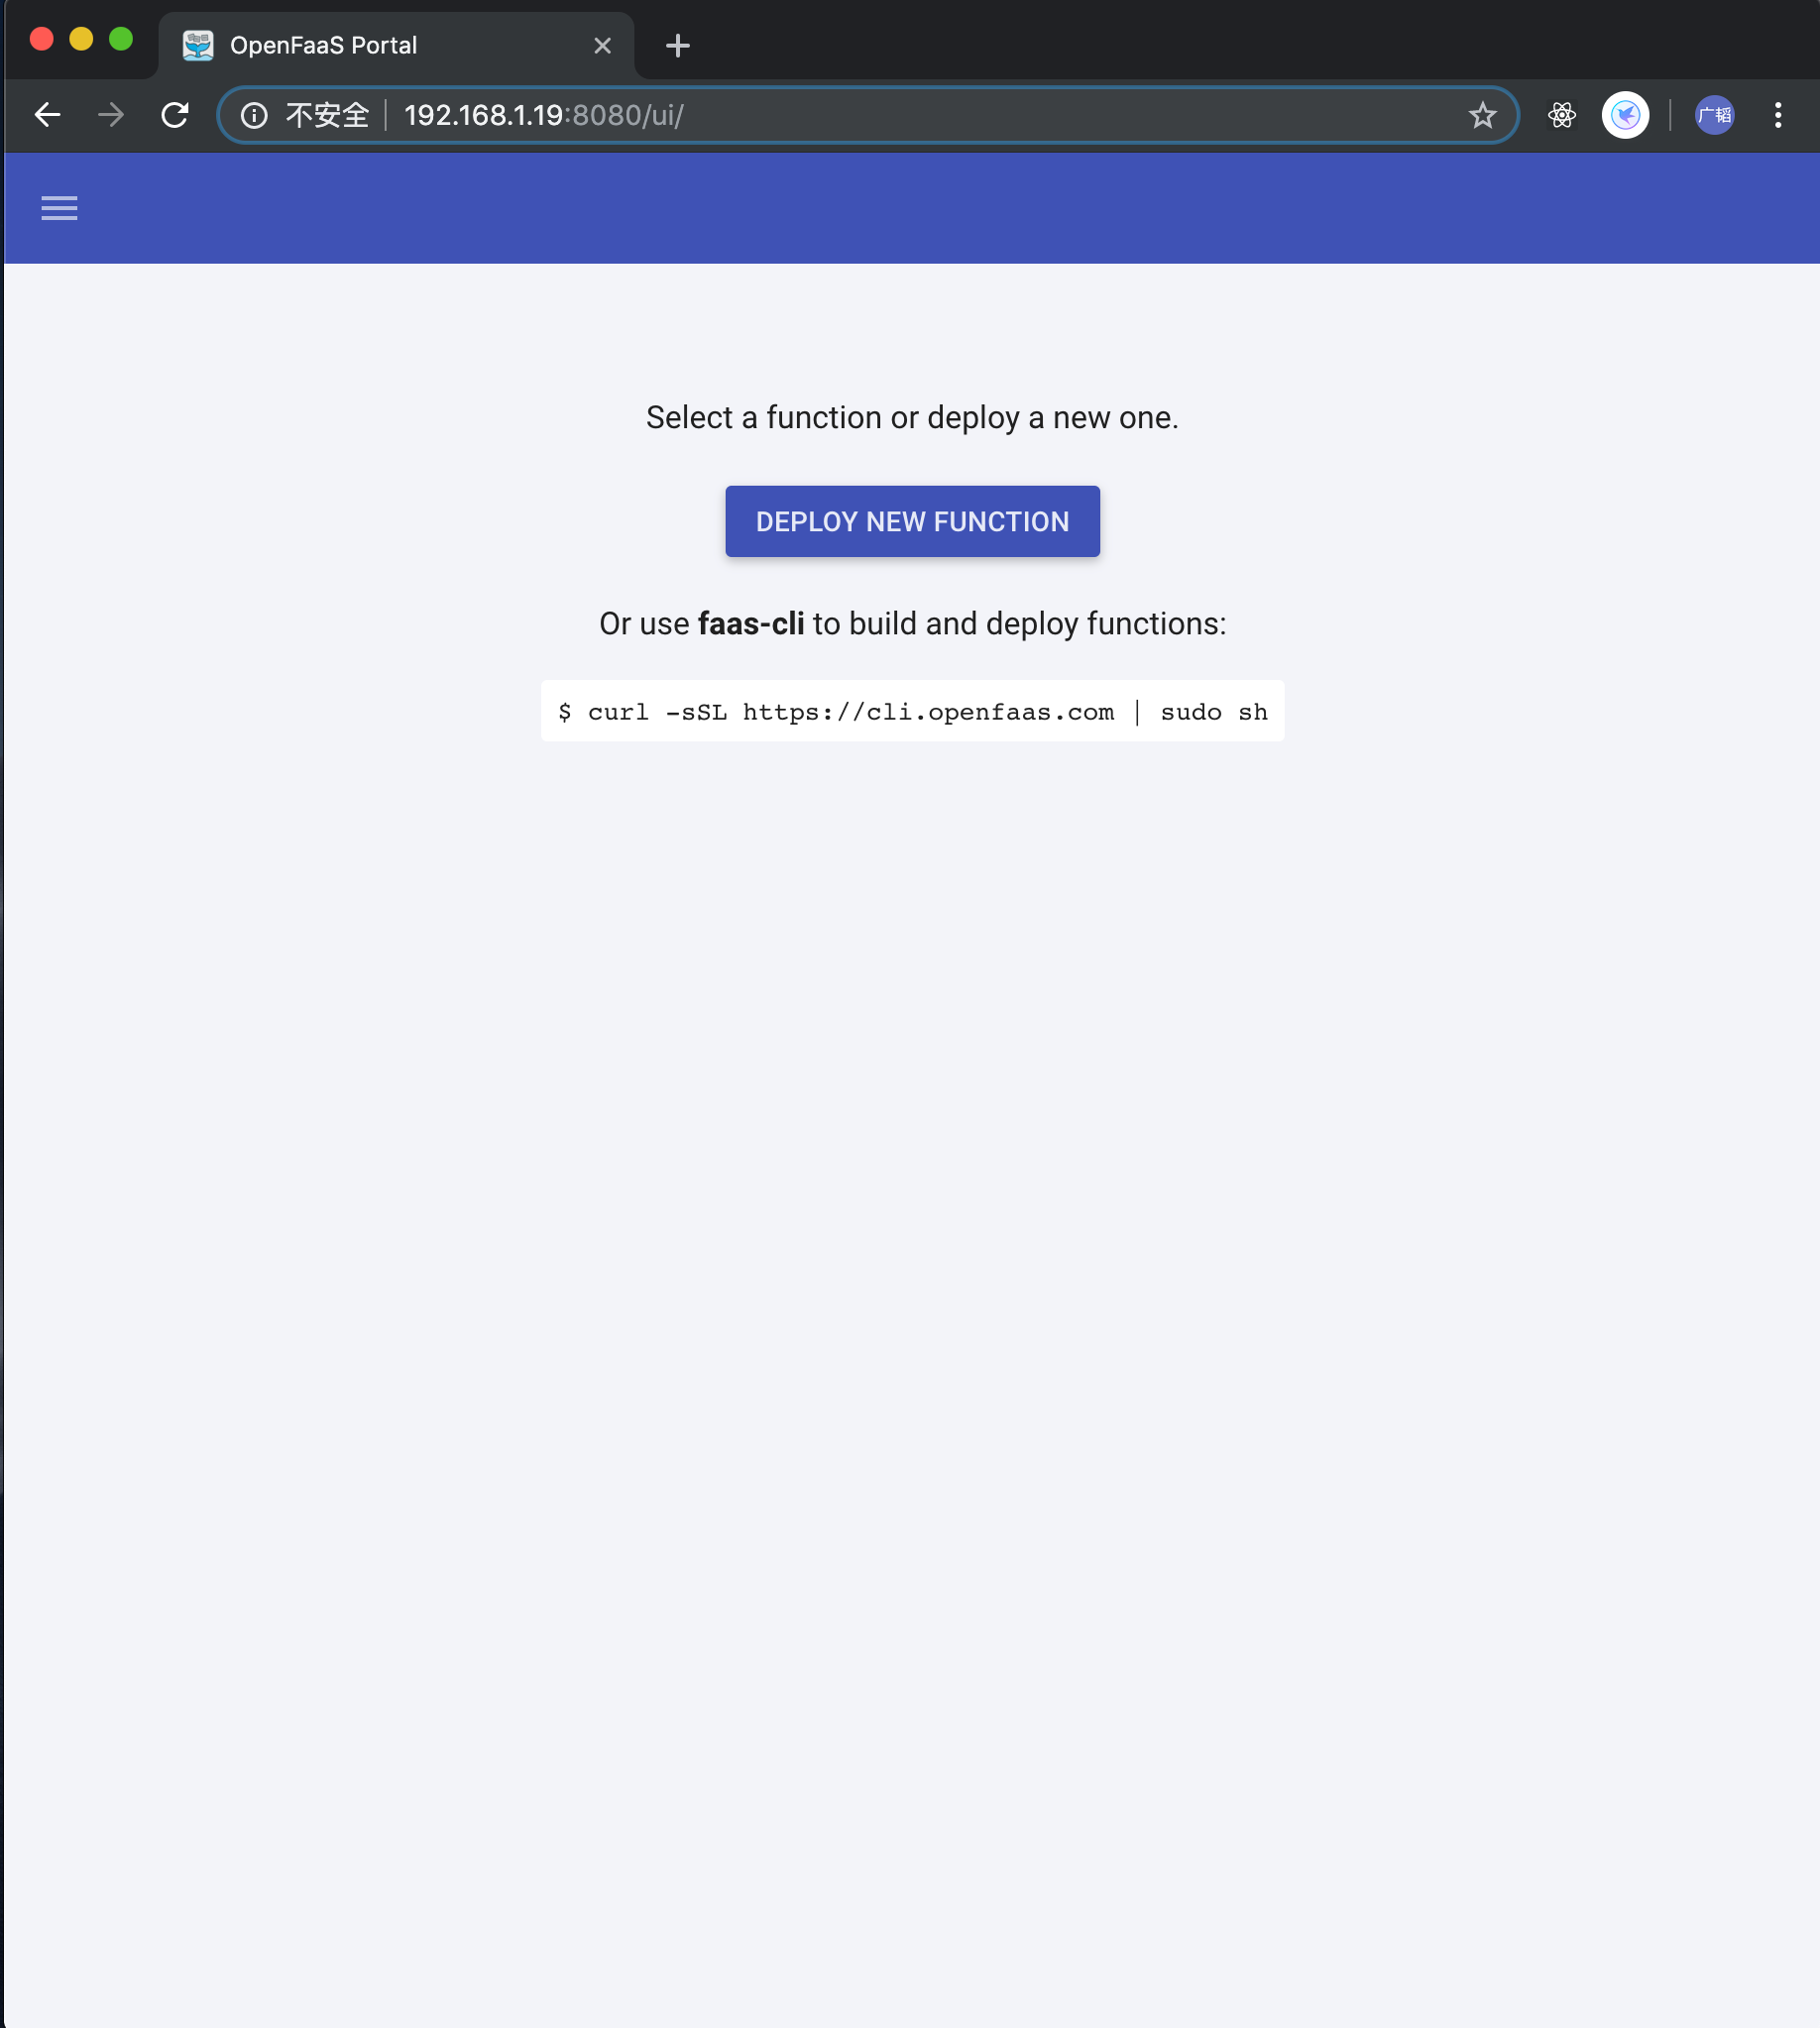 OpenFaaS Portal
不安全 192.168.1.19:8080/ui/
广韬
Select a function or deploy a new one.
DEPLOY NEW FUNCTION
Or use faas-cli to build and deploy functions:
$ curl -sSL https://cli.openfaas.com | sudo sh